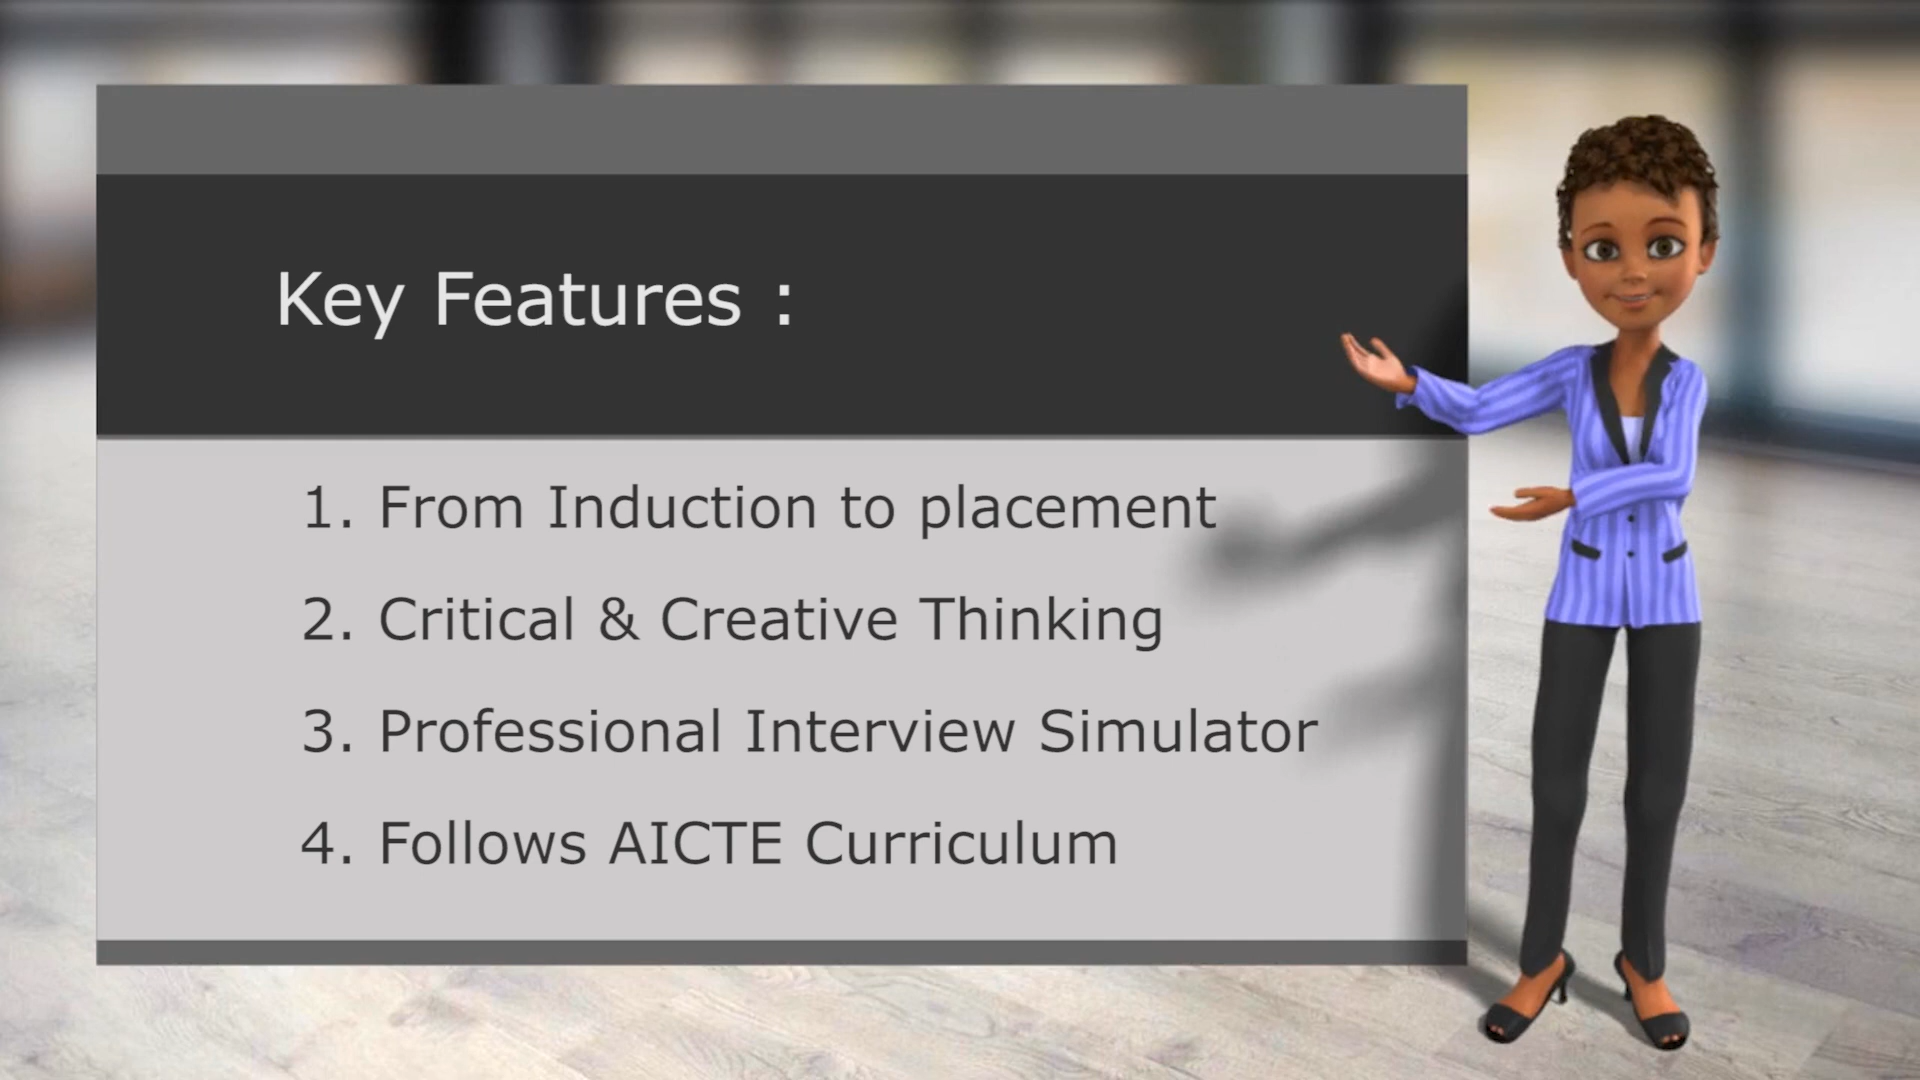 Key Features :
1. From Induction to placement
2. Critical & Creative Thinking
3. Professional Interview Simulator
4. Follows AICTE Curriculum